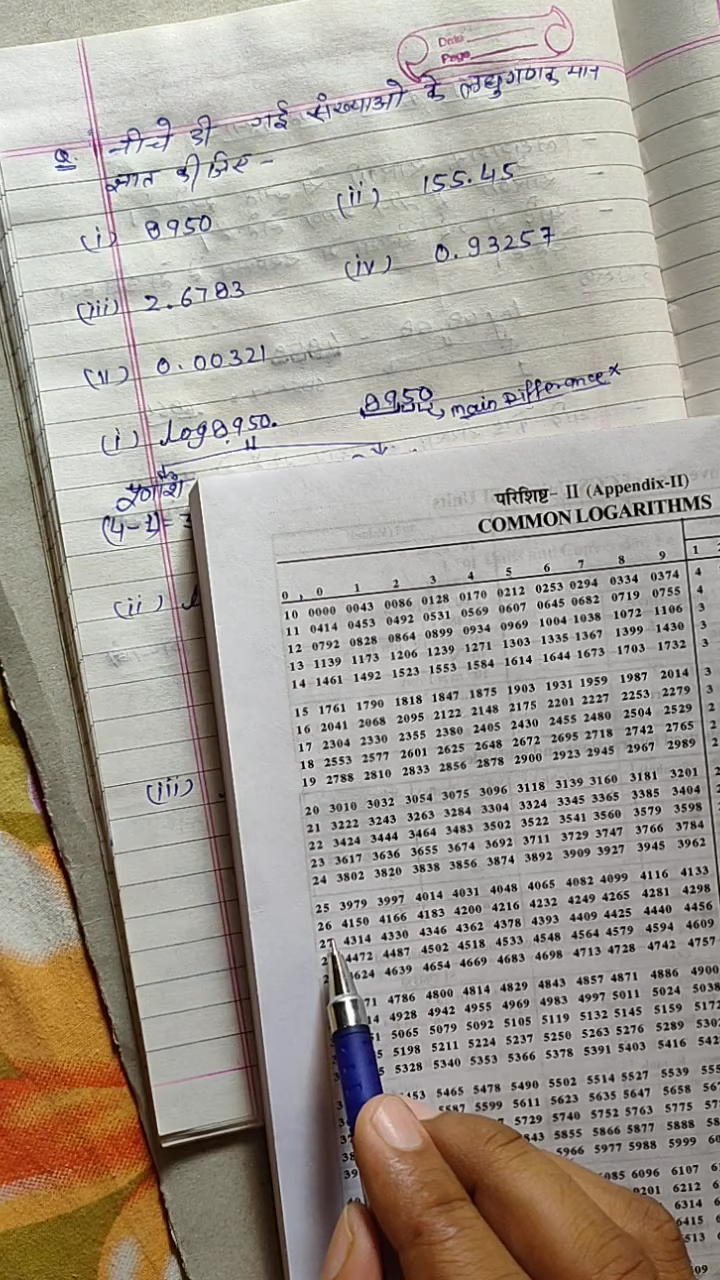 Date
Page
Q. नीचे दी गई संख्याओ के लघुगणक मान
ज्ञात कीजिए -
(i) 8950 (ii) 155.45
(iii) 2.6783 (iv) 0.93257
(v) 0.00321
(i) log 8950. 8950 main Difference ×
(4-1)=
(ii)
(iii)
परिशिष्ट- II (Appendix-II)
COMMON LOGARITHMS
0 , 0 1 2 3 4 5 6 7 8 9 1
10 0000 0043 0086 0128 0170 0212 0253 0294 0334 0374 4
11 0414 0453 0492 0531 0569 0607 0645 0682 0719 0755 4
12 0792 0828 0864 0899 0934 0969 1004 1038 1072 1106 3
13 1139 1173 1206 1239 1271 1303 1335 1367 1399 1430 3
14 1461 1492 1523 1553 1584 1614 1644 1673 1703 1732 3
15 1761 1790 1818 1847 1875 1903 1931 1959 1987 2014 3
16 2041 2068 2095 2122 2148 2175 2201 2227 2253 2279 3
17 2304 2330 2355 2380 2405 2430 2455 2480 2504 2529 2
18 2553 2577 2601 2625 2648 2672 2695 2718 2742 2765 2
19 2788 2810 2833 2856 2878 2900 2923 2945 2967 2989 2
20 3010 3032 3054 3075 3096 3118 3139 3160 3181 3201
21 3222 3243 3263 3284 3304 3324 3345 3365 3385 3404
22 3424 3444 3464 3483 3502 3522 3541 3560 3579 3598
23 3617 3636 3655 3674 3692 3711 3729 3747 3766 3784
24 3802 3820 3838 3856 3874 3892 3909 3927 3945 3962
25 3979 3997 4014 4031 4048 4065 4082 4099 4116 4133
26 4150 4166 4183 4200 4216 4232 4249 4265 4281 4298
27 4314 4330 4346 4362 4378 4393 4409 4425 4440 4456
4472 4487 4502 4518 4533 4548 4564 4579 4594 4609
4639 4654 4669 4683 4698 4713 4728 4742 4757
4786 4800 4814 4829 4843 4857 4871 4886 4900
4928 4942 4955 4969 4983 4997 5011 5024 5038
5065 5079 5092 5105 5119 5132 5145 5159 5172
5198 5211 5224 5237 5250 5263 5276 5289
5328 5340 5353 5366 5378 5391 5403 5416
5465 5478 5490 5502 5514 5527 5539
5599 5611 5623 5635 5647 5658
5729 5740 5752 5763 5775
5855 5866 5877 5888
5966 5977 5988 5999
6096 6107
6212
6314